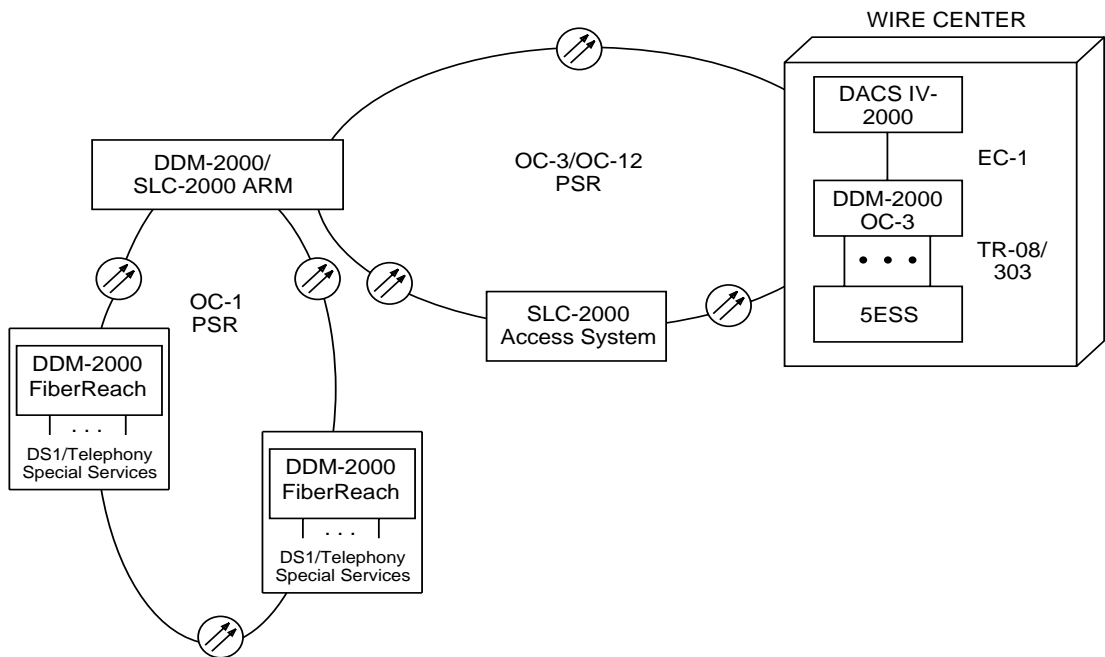 WIRE CENTER
DACS IV-
2000
EC-1
DDM-2000
OC-3
TR-08/
303
5ESS
DDM-2000/
SLC-2000 ARM
OC-3/OC-12
PSR
SLC-2000
Access System
OC-1
PSR
DDM-2000
FiberReach
. . .
DS1/Telephony
Special Services
DDM-2000
FiberReach
. . .
DS1/Telephony
Special Services